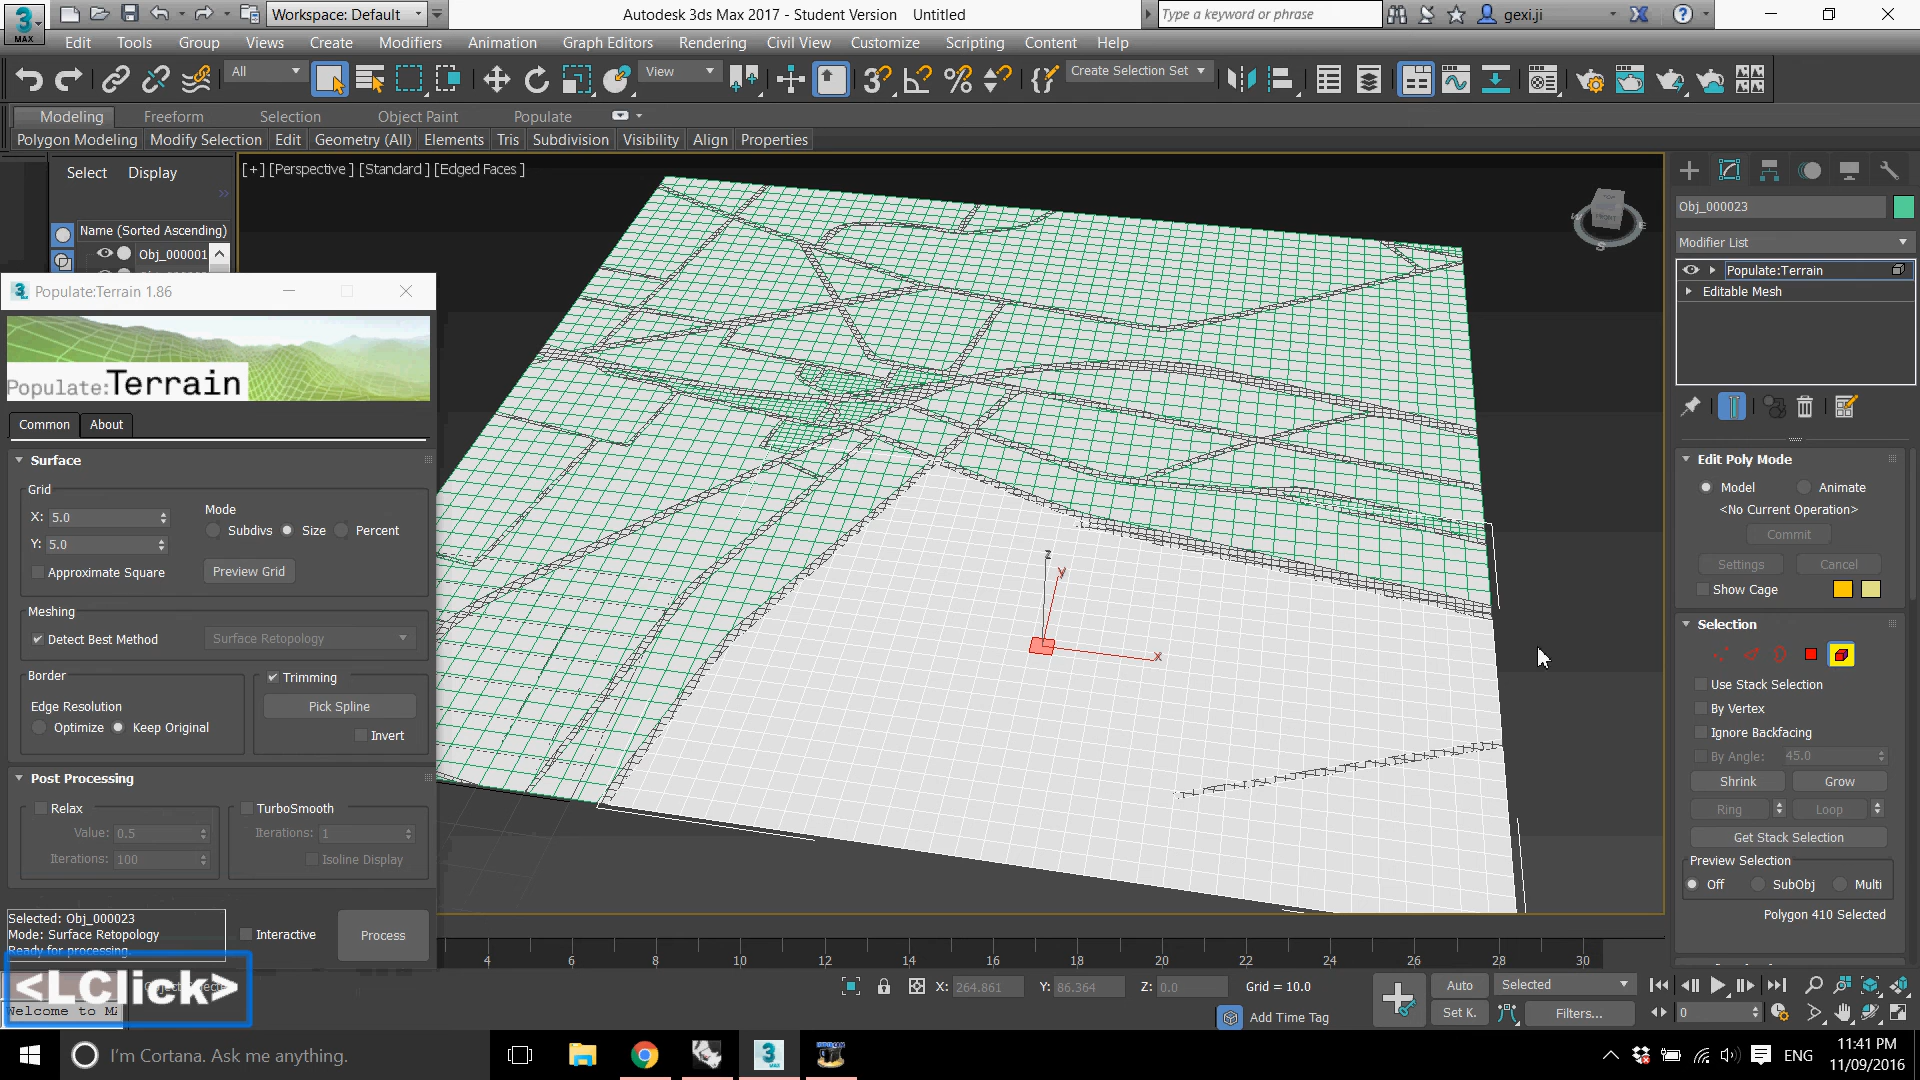 Workspace: Default
Autodesk 3ds Max 2017 - Student Version Untitled
Type a keyword or phrase
gexi.ji
MAX
Edit Tools Group Views Create Modifiers Animation Graph Editors Rendering Civil View Customize Scripting Content Help
All
View
Create Selection Set
Modeling Freeform Selection Object Paint Populate
Polygon Modeling Modify Selection Edit Geometry (All) Elements Tris Subdivision Visibility Align Properties
Select Display
Name (Sorted Ascending)
Obj_000001
[+] [Perspective ] [Standard ] [Edged Faces ]
Populate:Terrain 1.86
Populate:Terrain
Common About
Surface
Grid
X: 5.0
Y: 5.0
Mode
Subdivs Size Percent
Approximate Square
Preview Grid
Meshing
Detect Best Method
Surface Retopology
Border
Edge Resolution
Optimize Keep Original
Trimming
Pick Spline
Invert
Post Processing
Relax
Value: 0.5
Iterations: 100
TurboSmooth
Iterations: 1
Isoline Display
Selected: Obj_000023
Mode: Surface Retopology
Ready for processing.
Interactive
Process
<LClick>
Welcome to M
z
y
x
Obj_000023
Modifier List
Populate:Terrain
Editable Mesh
Edit Poly Mode
Model Animate
<No Current Operation>
Commit
Settings Cancel
Show Cage
Selection
Use Stack Selection
By Vertex
Ignore Backfacing
By Angle: 45.0
Shrink Grow
Ring Loop
Get Stack Selection
Preview Selection
Off SubObj Multi
Polygon 410 Selected
4 6 8 10 12 14 16 18 20 22 24 26 28 30
X: 264.861 Y: 86.364 Z: 0.0 Grid = 10.0
Add Time Tag
Auto Selected
Set K. Filters...
0
I'm Cortana. Ask me anything.
ENG
11:41 PM
11/09/2016